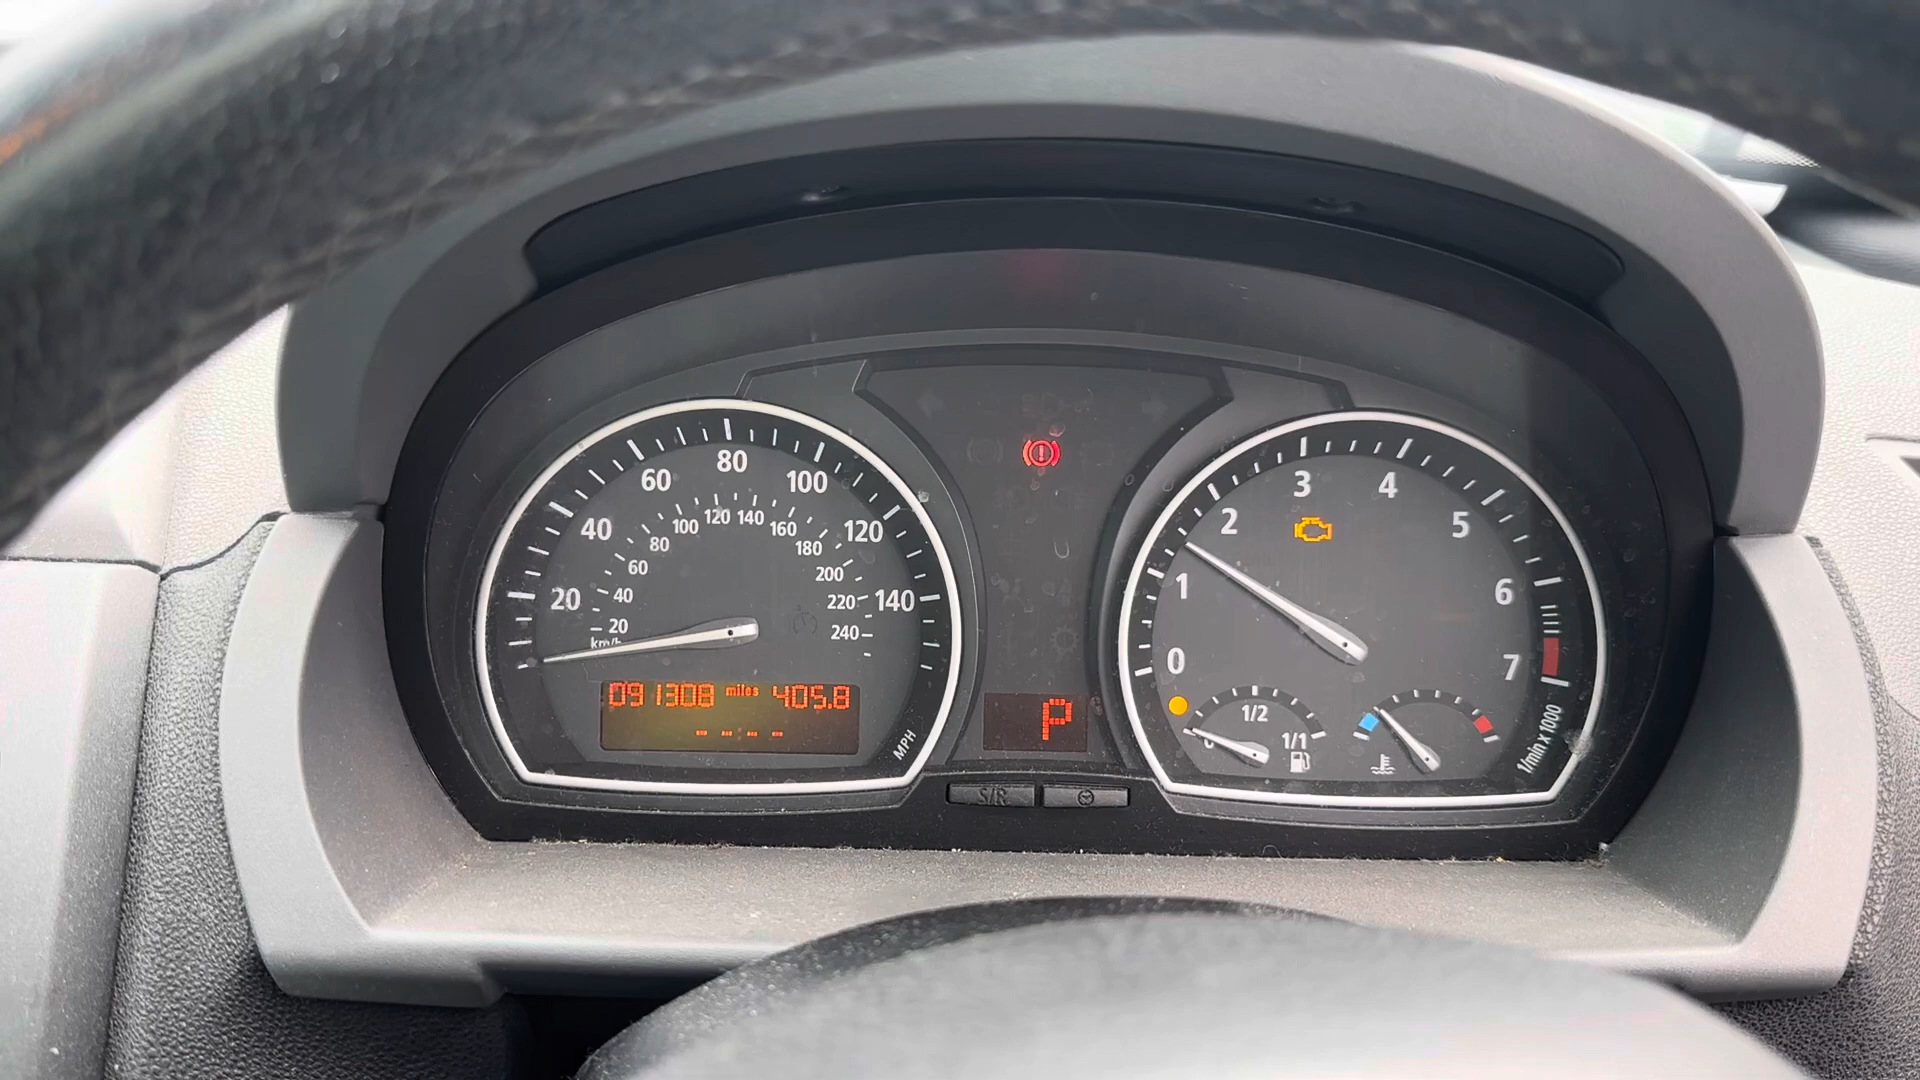 20 40 60 80 100 120 140
20 40 60 80 100 120 140 160 180 200 220 240
km/h
091308 miles 405.8
-- : --
MPH
P
S/R
0 1 2 3 4 5 6 7
0 1/2 1/1
1/min x 1000